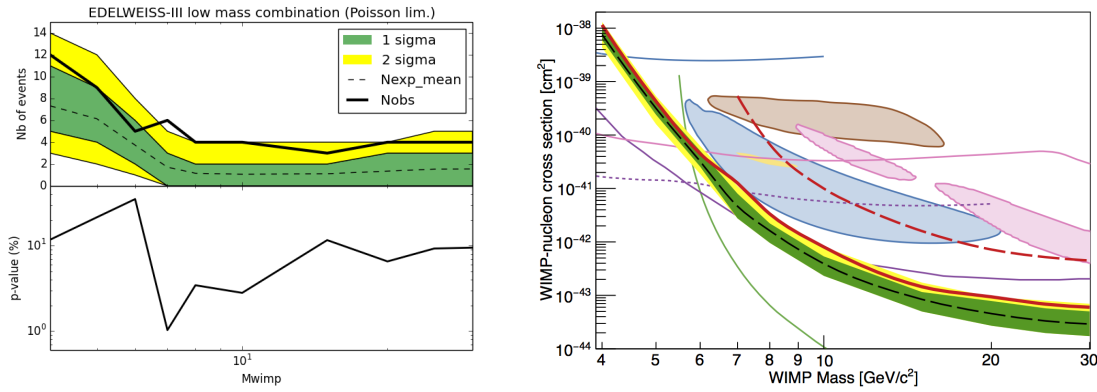 EDELWEISS-III low mass combination (Poisson lim.)
14
12
10
8
6
4
2
0
Nb of events
1 sigma
2 sigma
Nexp_mean
Nobs
10¹
10⁰
p-value (%)
10¹
Mwimp
10⁻³⁸
10⁻³⁹
10⁻⁴⁰
10⁻⁴¹
10⁻⁴²
10⁻⁴³
10⁻⁴⁴
WIMP-nucleon cross section [cm²]
4 5 6 7 8 9 10 20 30
WIMP Mass [GeV/c²]